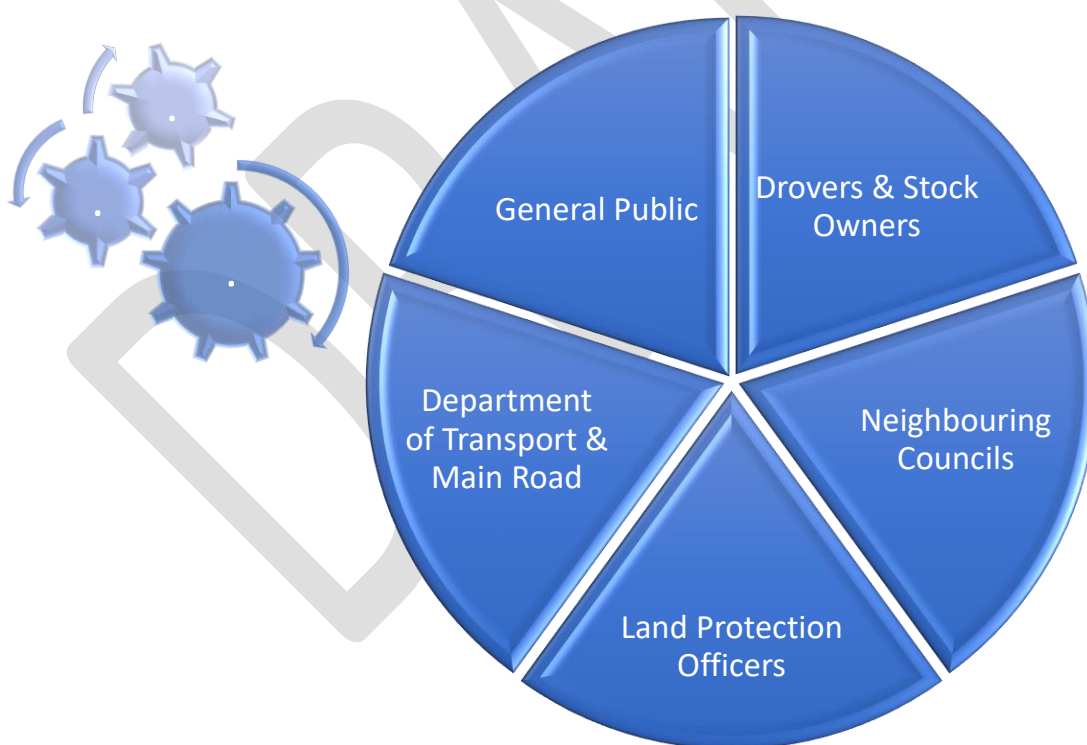 General Public
Drovers & Stock
Owners
Neighbouring
Councils
Land Protection
Officers
Department
of Transport &
Main Road